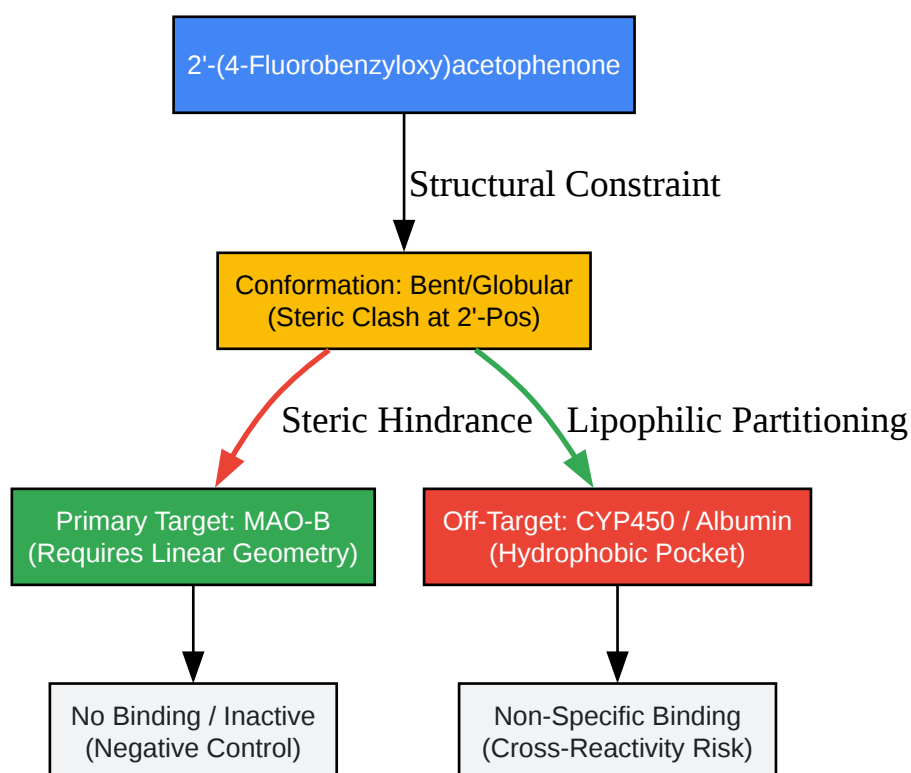 2'-(4-Fluorobenzyloxy)acetophenone
Structural Constraint
Conformation: Bent/Globular
(Steric Clash at 2'-Pos)
Steric Hindrance
Lipophilic Partitioning
Primary Target: MAO-B
(Requires Linear Geometry)
Off-Target: CYP450 / Albumin
(Hydrophobic Pocket)
No Binding / Inactive
(Negative Control)
Non-Specific Binding
(Cross-Reactivity Risk)